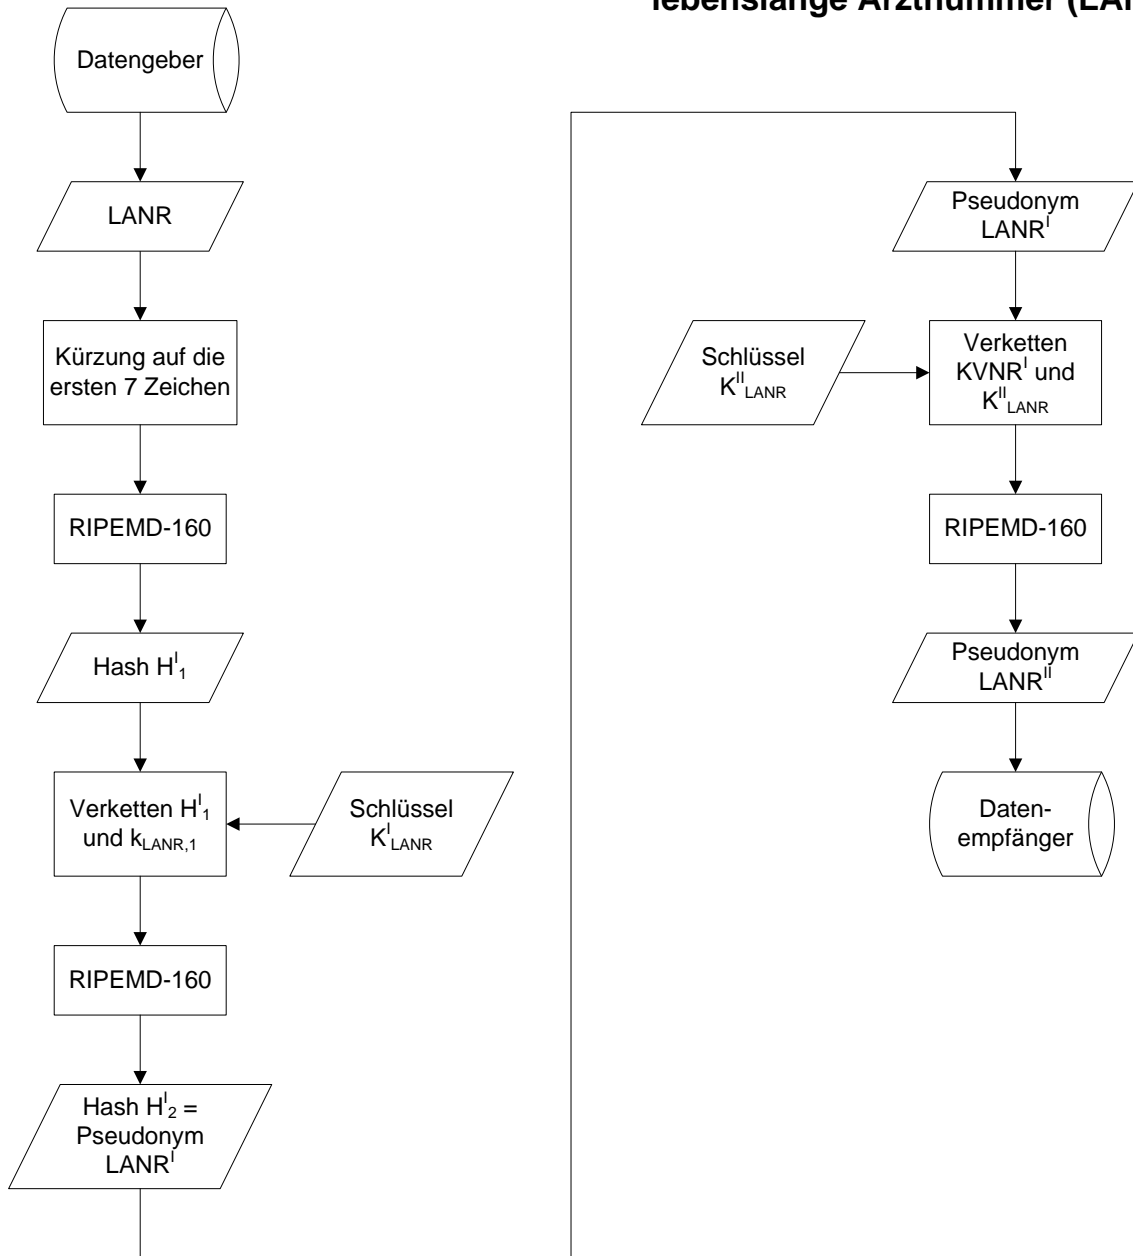 lebenslange Arztnummer (LAN
Datengeber
LANR
Kürzung auf die
ersten 7 Zeichen
RIPEMD-160
Hash H^I_1
Verketten H^I_1
und k_LANR,1
Schlüssel
K^I_LANR
RIPEMD-160
Hash H^I_2 =
Pseudonym
LANR^I
Pseudonym
LANR^I
Schlüssel
K^II_LANR
Verketten
KVNR^I und
K^II_LANR
RIPEMD-160
Pseudonym
LANR^II
Daten-
empfänger